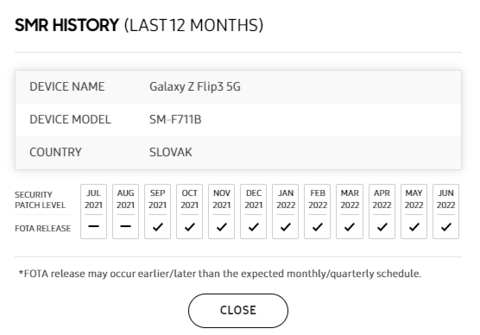 SMR HISTORY (LAST 12 MONTHS)
DEVICE NAME Galaxy Z Flip3 5G
DEVICE MODEL SM-F711B
COUNTRY SLOVAK
SECURITY PATCH LEVEL JUL 2021 AUG 2021 SEP 2021 OCT 2021 NOV 2021 DEC 2021 JAN 2022 FEB 2022 MAR 2022 APR 2022 MAY 2022 JUN 2022
FOTA RELEASE — — ✓ ✓ ✓ ✓ ✓ ✓ ✓ ✓ ✓ ✓
*FOTA release may occur earlier/later than the expected monthly/quarterly schedule.
CLOSE